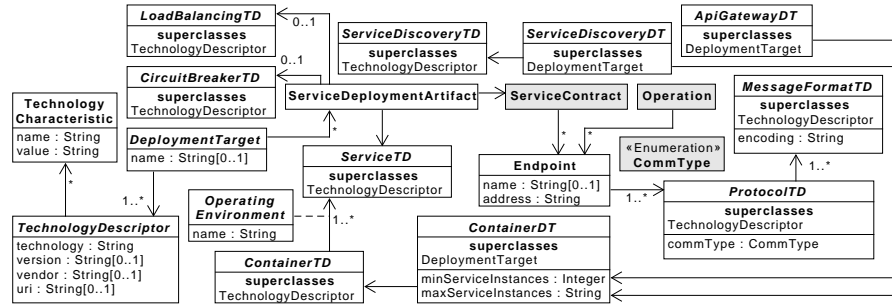 LoadBalancingTD
superclasses
TechnologyDescriptor
0..1
ServiceDiscoveryTD
superclasses
TechnologyDescriptor
ServiceDiscoveryDT
superclasses
DeploymentTarget
ApiGatewayDT
superclasses
DeploymentTarget
CircuitBreakerTD
superclasses
TechnologyDescriptor
0..1
ServiceDeploymentArtifact
ServiceContract
Operation
MessageFormatTD
superclasses
TechnologyDescriptor
encoding : String
Technology
Characteristic
name : String
value : String
*
DeploymentTarget
name : String[0..1]
*
ServiceTD
superclasses
TechnologyDescriptor
*
*
Endpoint
name : String[0..1]
address : String
«Enumeration»
CommType
1..*
1..*
ProtocolTD
superclasses
TechnologyDescriptor
commType : CommType
1..*
TechnologyDescriptor
technology : String
version : String[0..1]
vendor : String[0..1]
uri : String[0..1]
Operating
Environment
name : String
1..*
ContainerTD
superclasses
TechnologyDescriptor
ContainerDT
superclasses
DeploymentTarget
minServiceInstances : Integer
maxServiceInstances : String